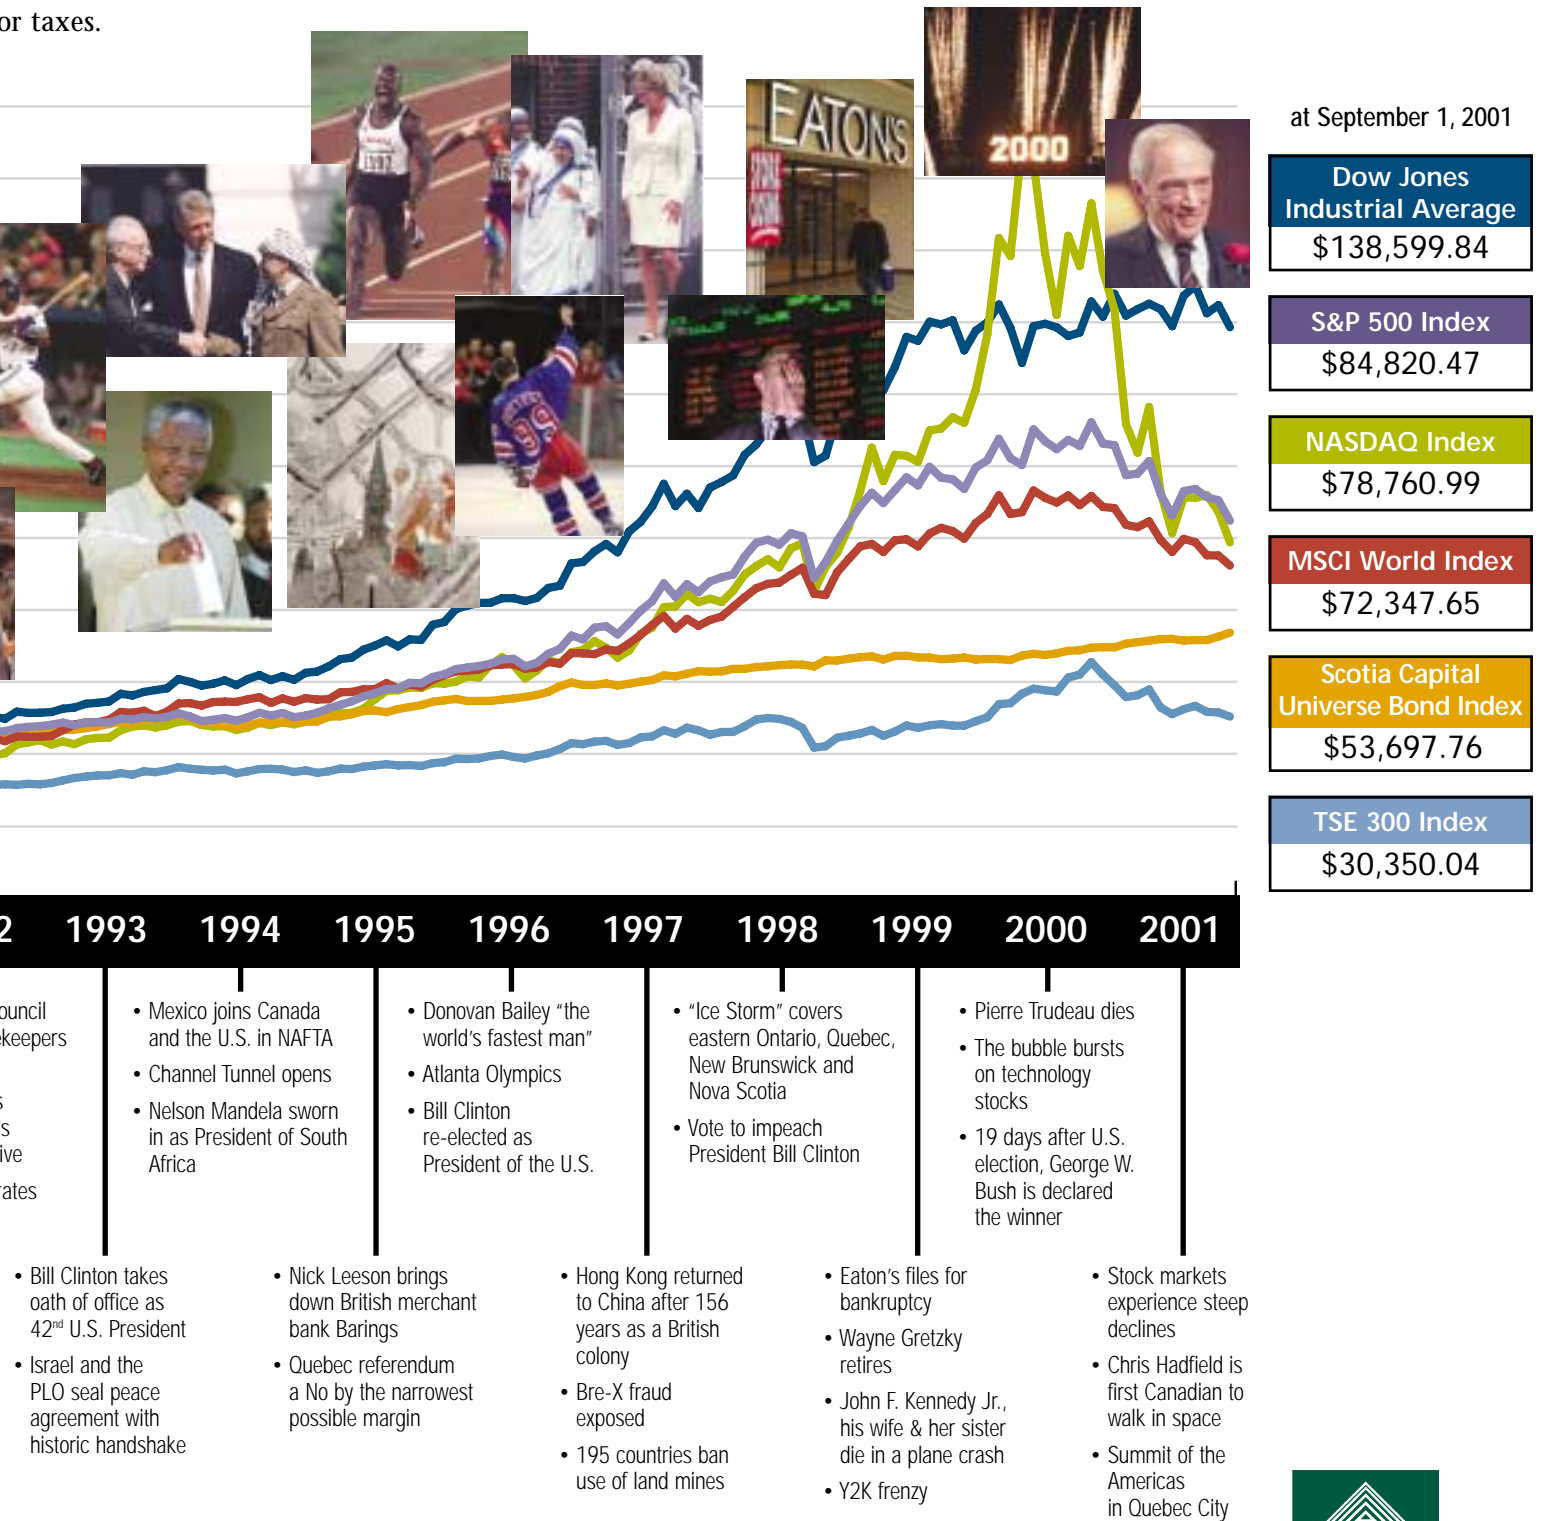 or taxes.
EATON'S
2000
at September 1, 2001
Dow Jones
Industrial Average
$138,599.84
S&P 500 Index
$84,820.47
NASDAQ Index
$78,760.99
MSCI World Index
$72,347.65
Scotia Capital
Universe Bond Index
$53,697.76
TSE 300 Index
$30,350.04
2 1993 1994 1995 1996 1997 1998 1999 2000 2001
ouncil
ekeepers
s
's
ive
rates
• Mexico joins Canada
and the U.S. in NAFTA
• Channel Tunnel opens
• Nelson Mandela sworn
in as President of South
Africa
• Donovan Bailey “the
world’s fastest man”
• Atlanta Olympics
• Bill Clinton
re-elected as
President of the U.S.
• “Ice Storm” covers
eastern Ontario, Quebec,
New Brunswick and
Nova Scotia
• Vote to impeach
President Bill Clinton
• Pierre Trudeau dies
• The bubble bursts
on technology
stocks
• 19 days after U.S.
election, George W.
Bush is declared
the winner
• Bill Clinton takes
oath of office as
42nd U.S. President
• Israel and the
PLO seal peace
agreement with
historic handshake
• Nick Leeson brings
down British merchant
bank Barings
• Quebec referendum
a No by the narrowest
possible margin
• Hong Kong returned
to China after 156
years as a British
colony
• Bre-X fraud
exposed
• 195 countries ban
use of land mines
• Eaton’s files for
bankruptcy
• Wayne Gretzky
retires
• John F. Kennedy Jr.,
his wife & her sister
die in a plane crash
• Y2K frenzy
• Stock markets
experience steep
declines
• Chris Hadfield is
first Canadian to
walk in space
• Summit of the
Americas
in Quebec City